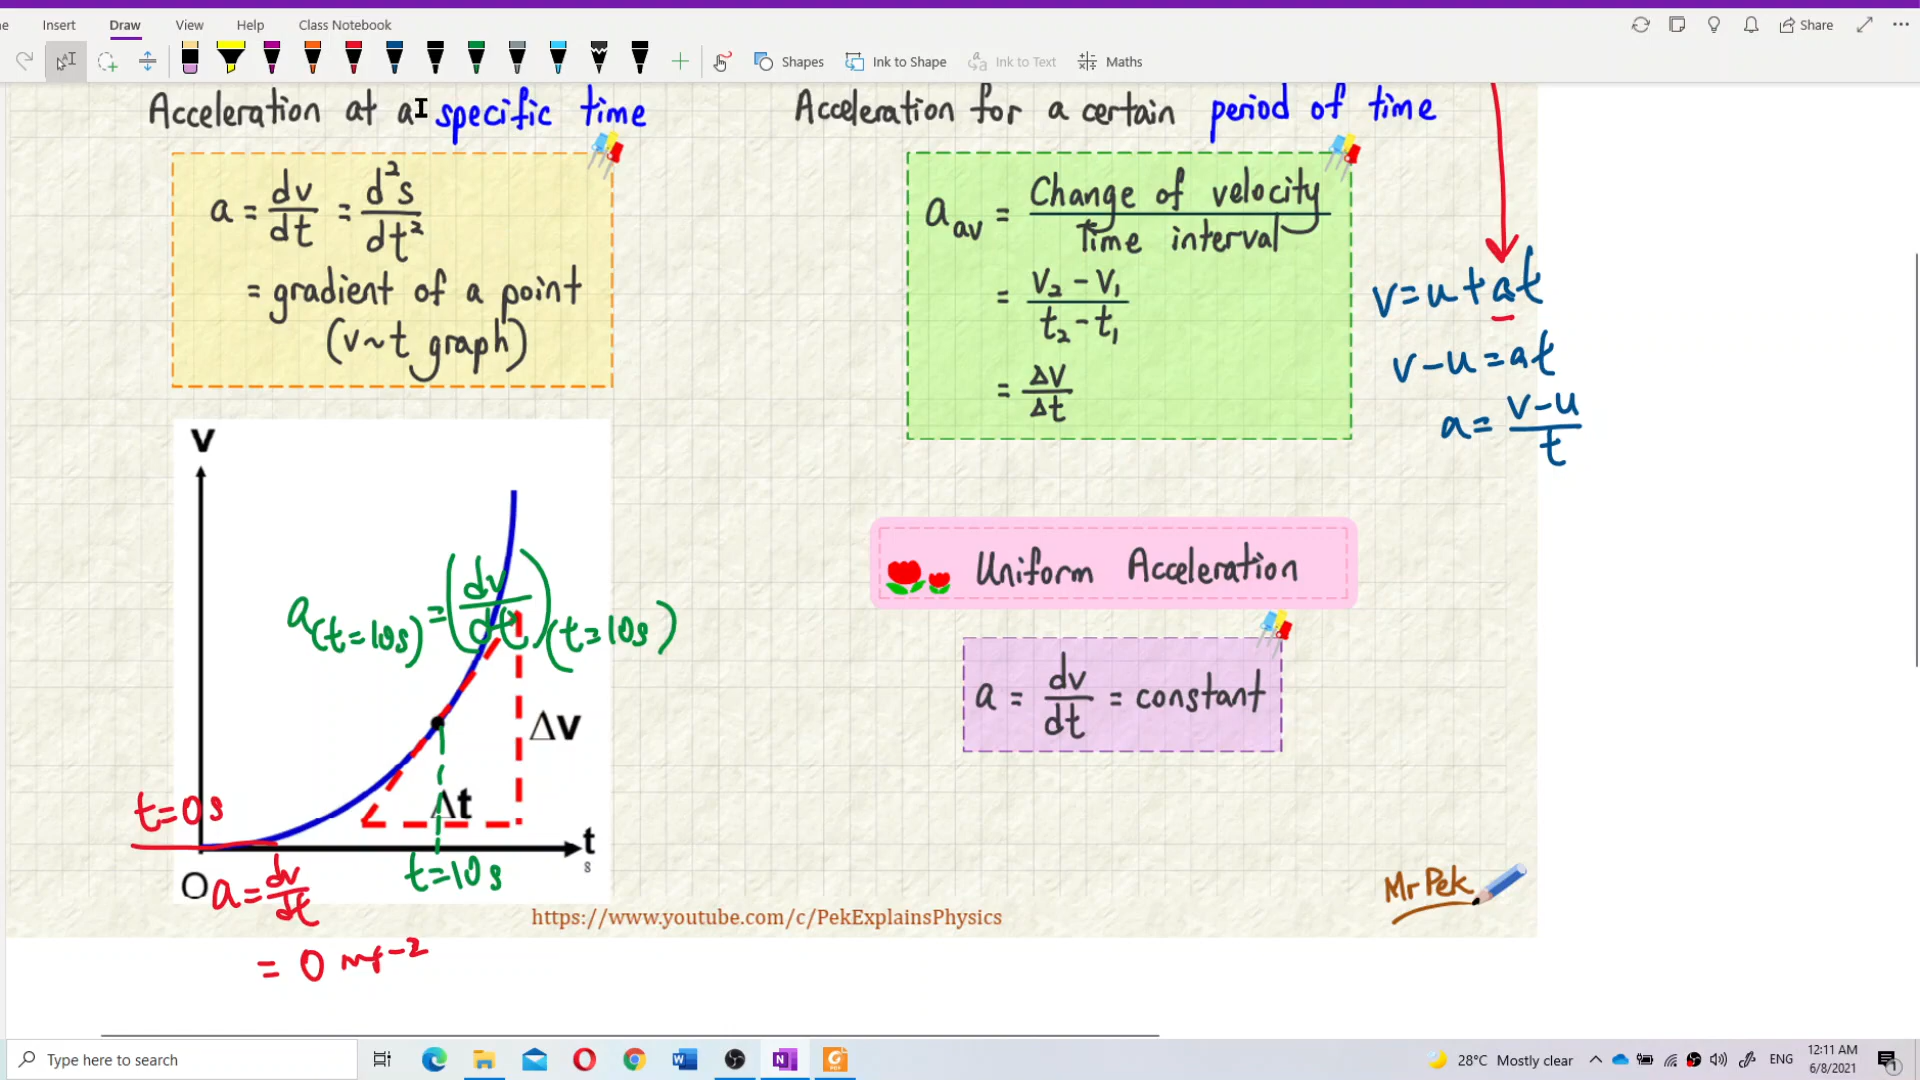 Insert Draw View Help Class Notebook Share
Shapes Ink to Shape Ink to Text Maths
Acceleration at a specific time
a = dv/dt = d²s/dt²
= gradient of a point
(v~t graph)
v
a(t=10s) = (dv/dt)(t=10s)
Δv
Δt
t=0s
t
s
O
t=10s
a = dv/dt
= 0 ms⁻²
Acceleration for a certain period of time
a av = Change of velocity / Time interval
= V₂ - V₁ / t₂ - t₁
= ΔV / Δt
v = u + at
v - u = at
a = v - u / t
Uniform Acceleration
a = dv/dt = constant
Mr Pek
https://www.youtube.com/c/PekExplainsPhysics
Type here to search
28°C Mostly clear
ENG
12:11 AM
6/8/2021
1